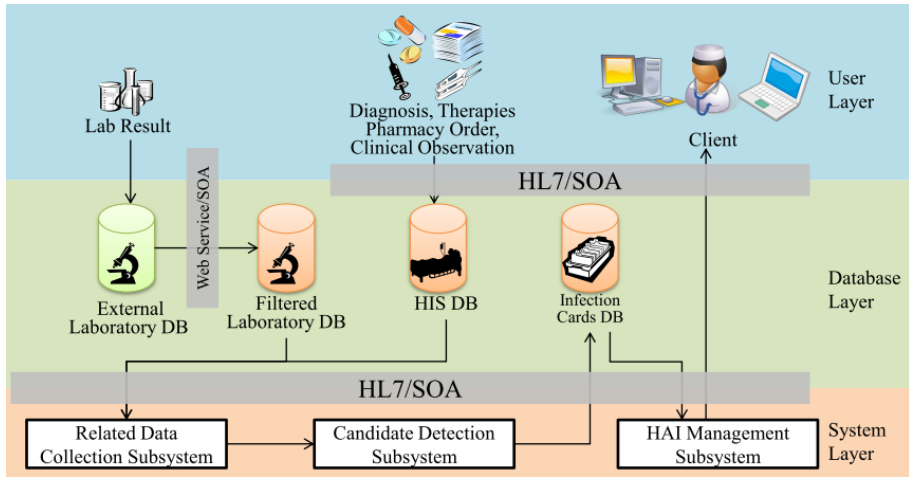 Lab Result
Diagnosis, Therapies
Pharmacy Order,
Clinical Observation
Client
User
Layer
HL7/SOA
Web Service/SOA
External
Laboratory DB
Filtered
Laboratory DB
HIS DB
Infection
Cards DB
Database
Layer
HL7/SOA
Related Data
Collection Subsystem
Candidate Detection
Subsystem
HAI Management
Subsystem
System
Layer